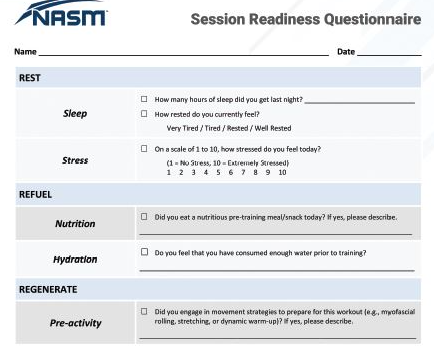 NASM
Session Readiness Questionnaire
Name
Date
REST
Sleep
How many hours of sleep did you get last night?
How rested do you currently feel?
Very Tired / Tired / Rested / Well Rested
Stress
On a scale of 1 to 10, how stressed do you feel today?
(1 = No Stress, 10 = Extremely Stressed)
1 2 3 4 5 6 7 8 9 10
REFUEL
Nutrition
Did you eat a nutritious pre-training meal/snack today? If yes, please describe.
Hydration
Do you feel that you have consumed enough water prior to training?
REGENERATE
Pre-activity
Did you engage in movement strategies to prepare for this workout (e.g., myofascial
rolling, stretching, or dynamic warm-up)? If yes, please describe.